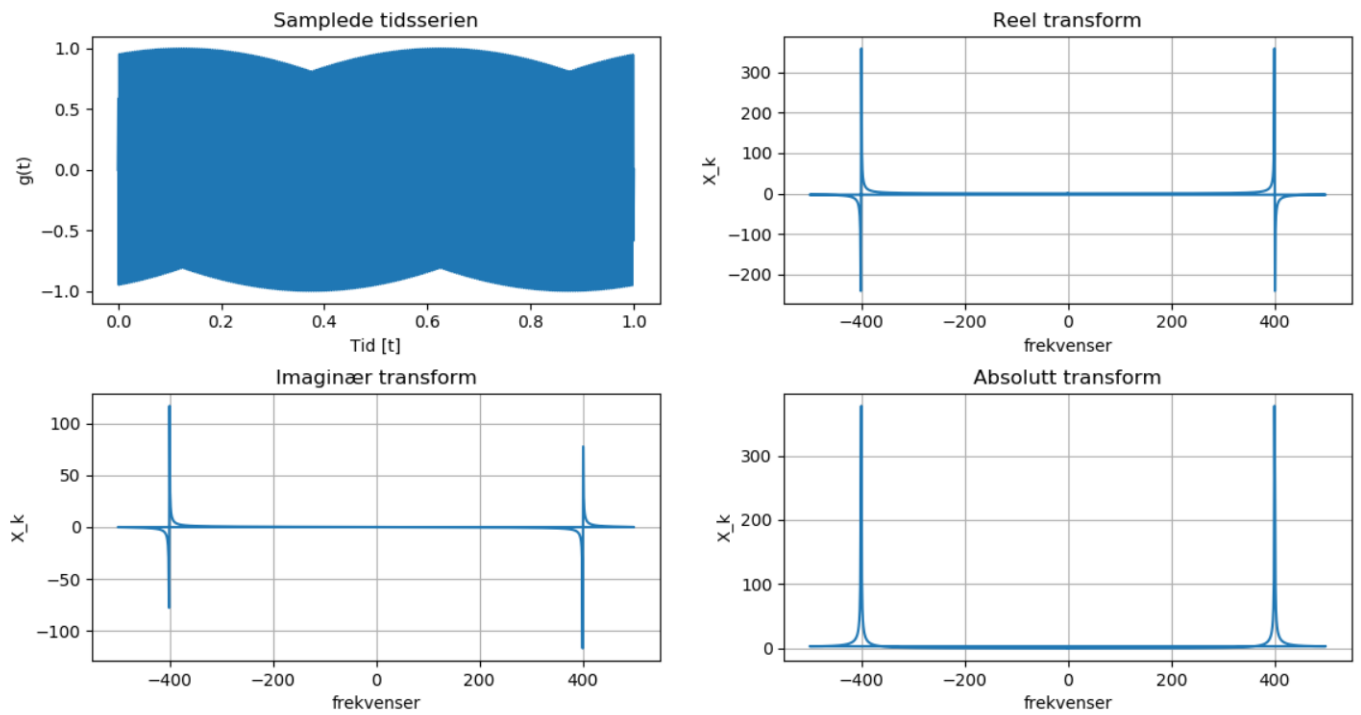 Samplede tidsserien
1.0
0.5
0.0
−0.5
−1.0
g(t)
0.0 0.2 0.4 0.6 0.8 1.0
Tid [t]
Reel transform
300
200
100
0
−100
−200
X_k
−400 −200 0 200 400
frekvenser
Imaginær transform
100
50
0
−50
−100
X_k
−400 −200 0 200 400
frekvenser
Absolutt transform
300
200
100
0
X_k
−400 −200 0 200 400
frekvenser